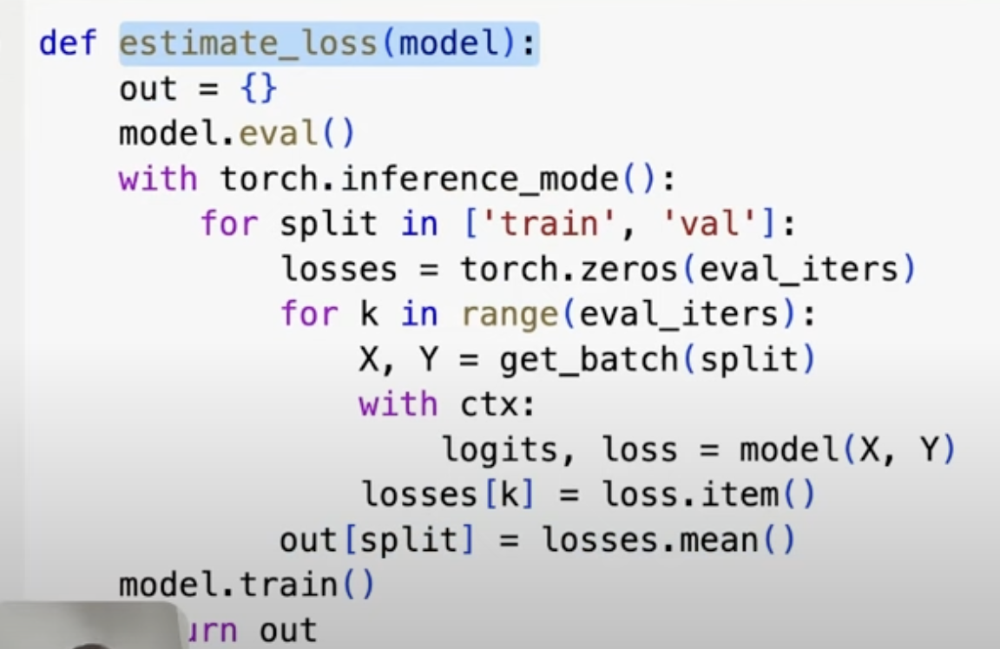 def estimate_loss(model):
    out = {}
    model.eval()
    with torch.inference_mode():
        for split in ['train', 'val']:
            losses = torch.zeros(eval_iters)
            for k in range(eval_iters):
                X, Y = get_batch(split)
                with ctx:
                    logits, loss = model(X, Y)
                losses[k] = loss.item()
            out[split] = losses.mean()
    model.train()
    urn out